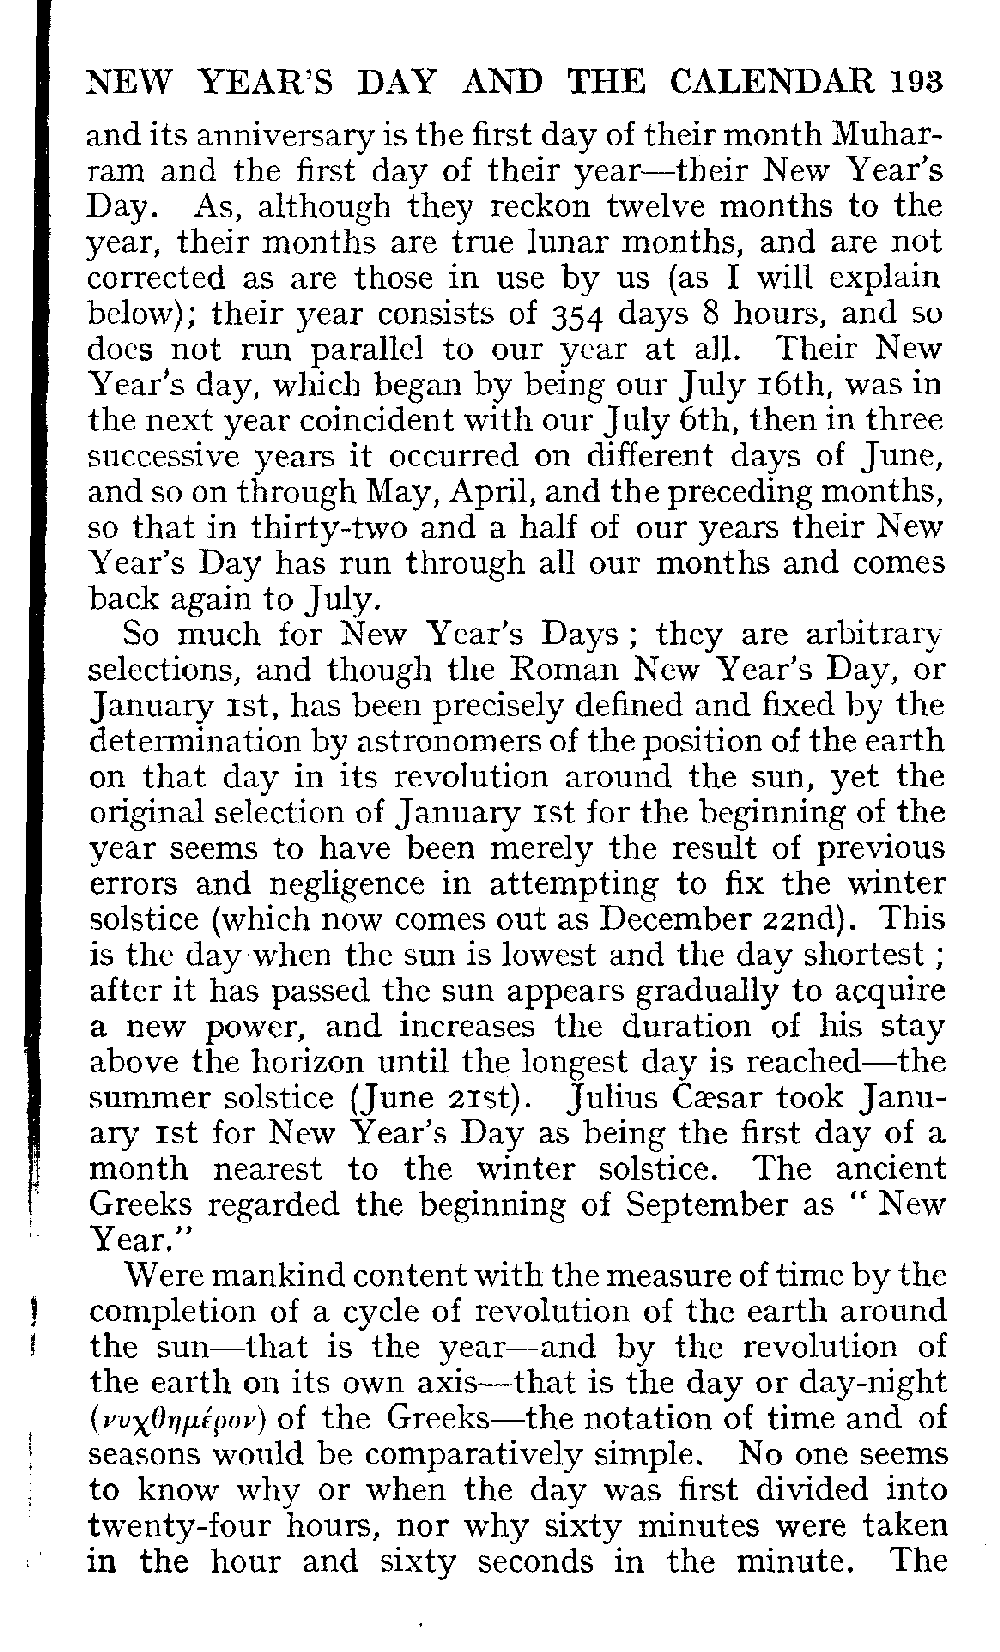 NEW YEAR'S DAY AND THE CALENDAR 193
and its anniversary is the first day of their month Muhar-
ram and the first day of their year—their New Year's
Day. As, although they reckon twelve months to the
year, their months are true lunar months, and are not
corrected as are those in use by us (as I will explain
below); their year consists of 354 days 8 hours, and so
does not run parallel to our year at all. Their New
Year's day, which began by being our July 16th, was in
the next year coincident with our July 6th, then in three
successive years it occurred on different days of June,
and so on through May, April, and the preceding months,
so that in thirty-two and a half of our years their New
Year's Day has run through all our months and comes
back again to July.
So much for New Year's Days; they are arbitrary
selections, and though the Roman New Year's Day, or
January 1st, has been precisely defined and fixed by the
determination by astronomers of the position of the earth
on that day in its revolution around the sun, yet the
original selection of January 1st for the beginning of the
year seems to have been merely the result of previous
errors and negligence in attempting to fix the winter
solstice (which now comes out as December 22nd). This
is the day when the sun is lowest and the day shortest;
after it has passed the sun appears gradually to acquire
a new power, and increases the duration of his stay
above the horizon until the longest day is reached—the
summer solstice (June 21st). Julius Cæsar took Janu-
ary 1st for New Year's Day as being the first day of a
month nearest to the winter solstice. The ancient
Greeks regarded the beginning of September as "New
Year."
Were mankind content with the measure of time by the
completion of a cycle of revolution of the earth around
the sun—that is the year—and by the revolution of
the earth on its own axis—that is the day or day-night
(νυχθημέρον) of the Greeks—the notation of time and of
seasons would be comparatively simple. No one seems
to know why or when the day was first divided into
twenty-four hours, nor why sixty minutes were taken
in the hour and sixty seconds in the minute. The